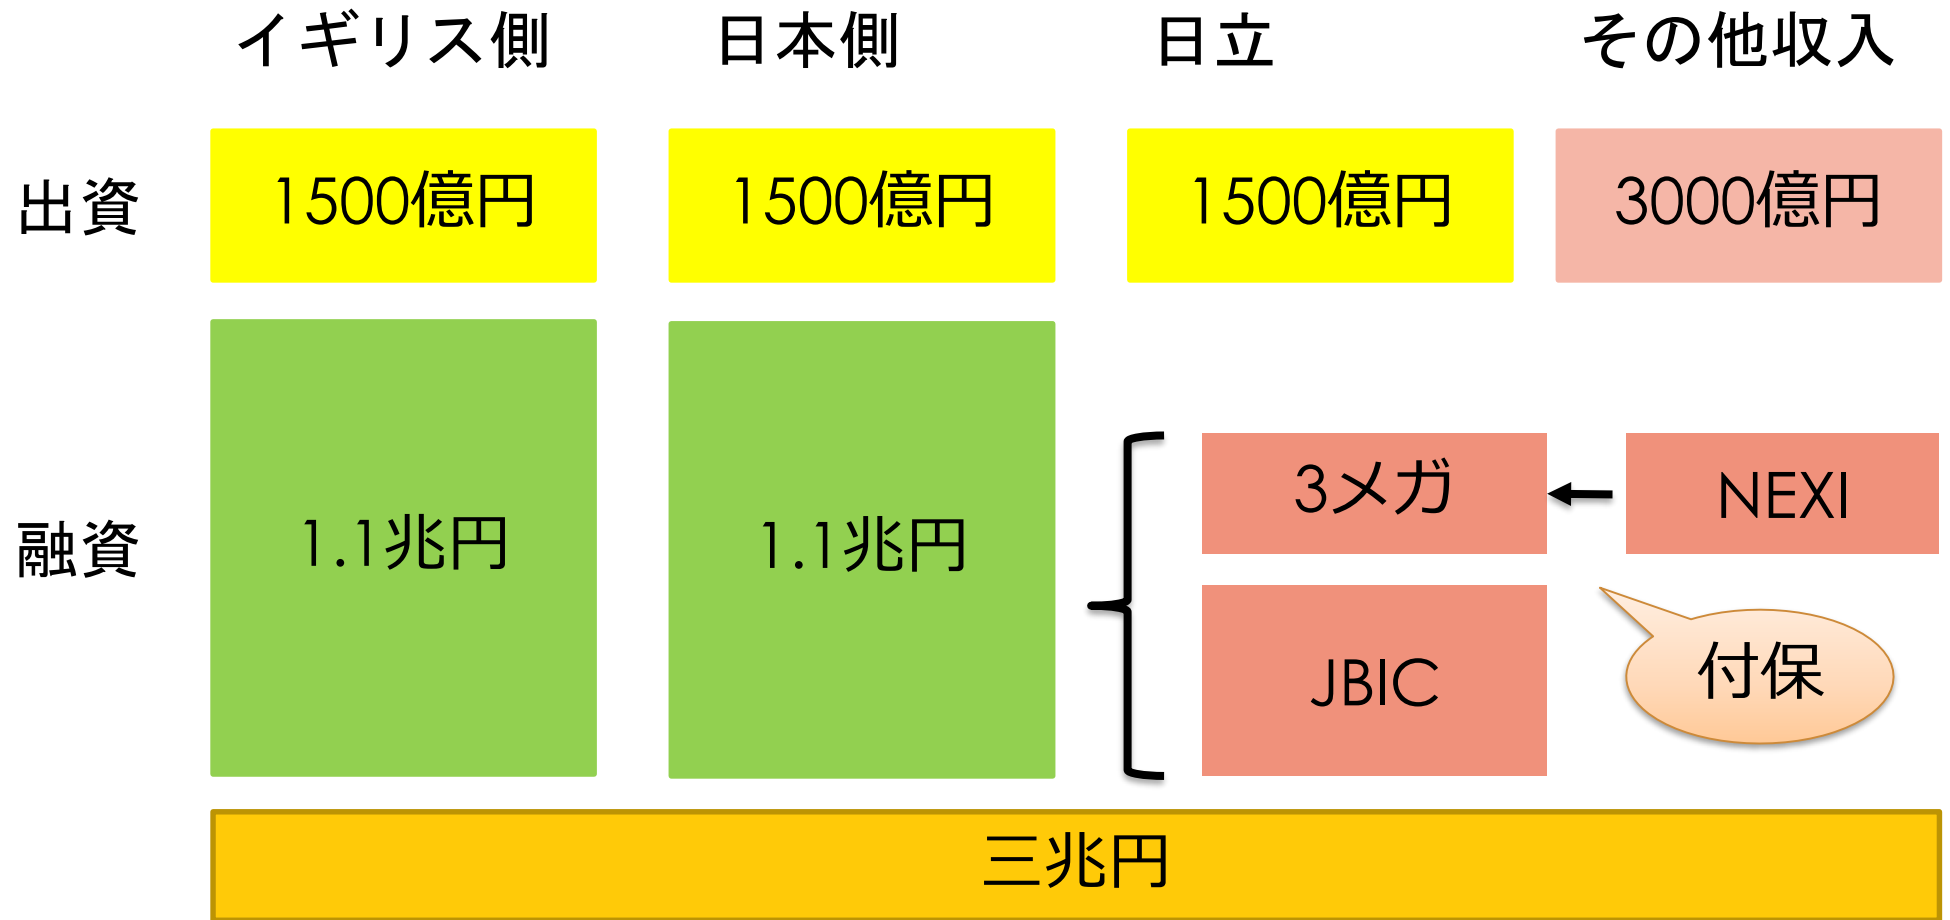 イギリス側
日本側
日立
その他収入
出資
1500億円
1500億円
1500億円
3000億円
融資
1.1兆円
1.1兆円
3メガ
NEXI
JBIC
付保
三兆円